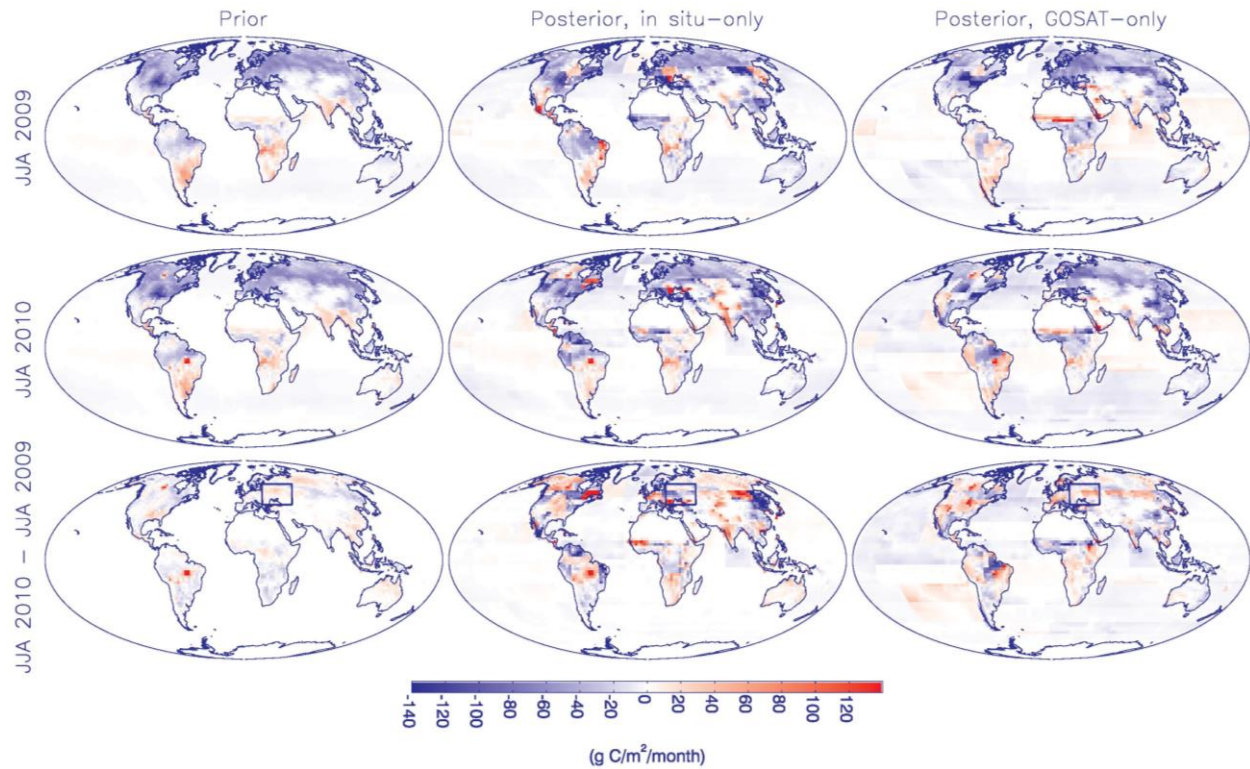 Prior
Posterior, in situ-only
Posterior, GOSAT-only
JJA 2009
JJA 2010
JJA 2010 - JJA 2009
-140 -120 -100 -80 -60 -40 -20 0 20 40 60 80 100 120
(g C/m²/month)